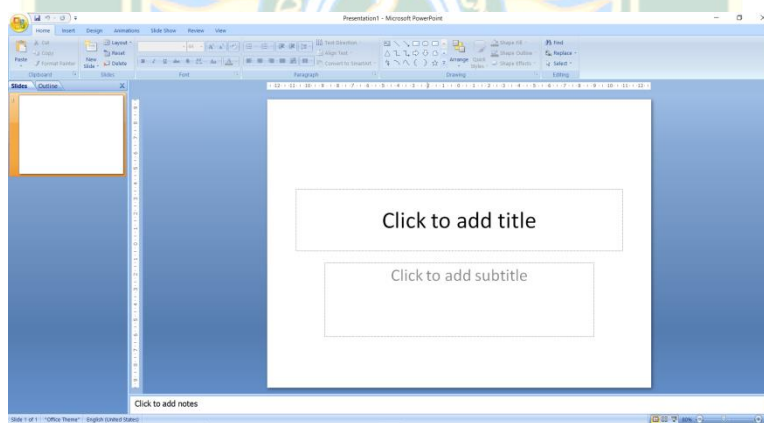 Presentation1 - Microsoft PowerPoint
Home Insert Design Animations Slide Show Review View
Cut
Copy
Format Painter
Paste
Clipboard
Layout
Reset
Delete
New Slide
Slides
Font
Text Direction
Align Text
Convert to SmartArt
Paragraph
Arrange
Quick Styles
Shape Fill
Shape Outline
Shape Effects
Drawing
Find
Replace
Select
Editing
Slides Outline X
1
Click to add title
Click to add subtitle
Click to add notes
Slide 1 of 1 "Office Theme" English (United States)